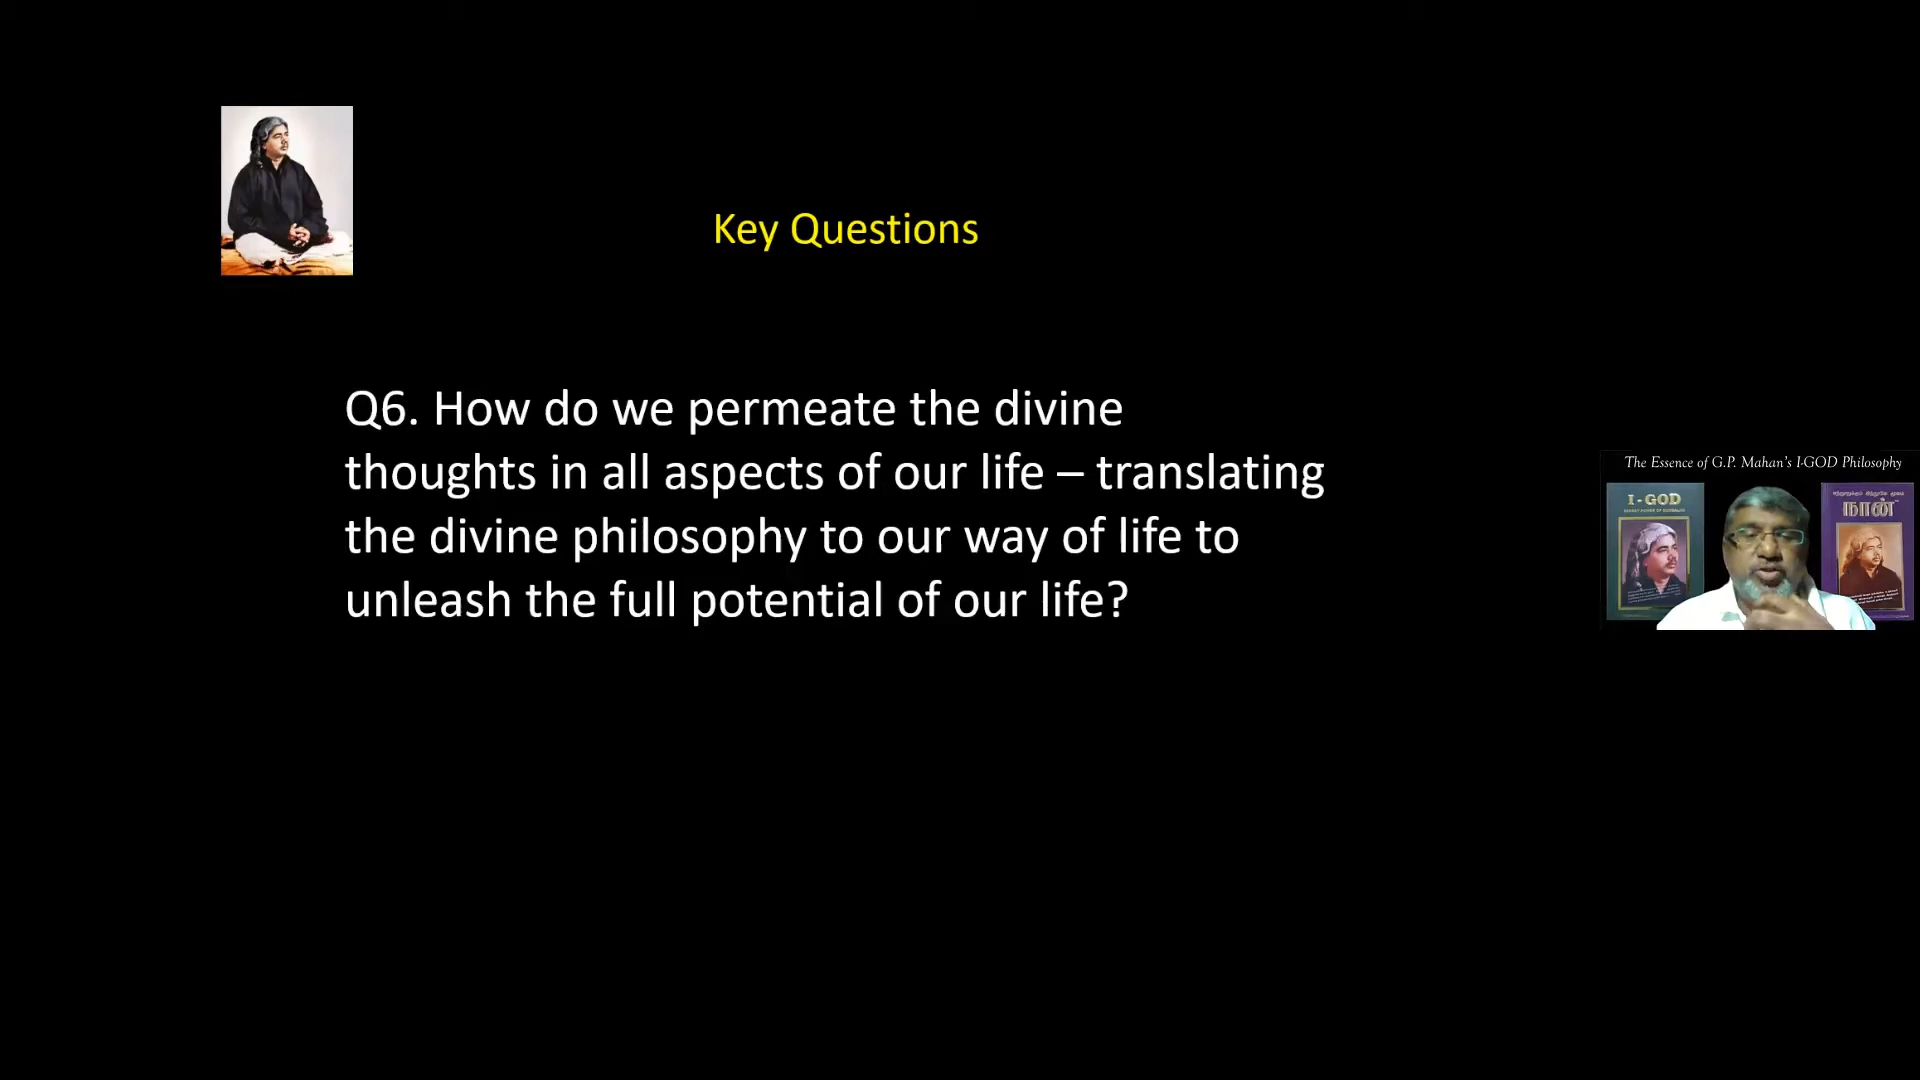 Key Questions
Q6. How do we permeate the divine
thoughts in all aspects of our life – translating
the divine philosophy to our way of life to
unleash the full potential of our life?
The Essence of G.P. Mahan's I-GOD Philosophy
I-GOD
நான்